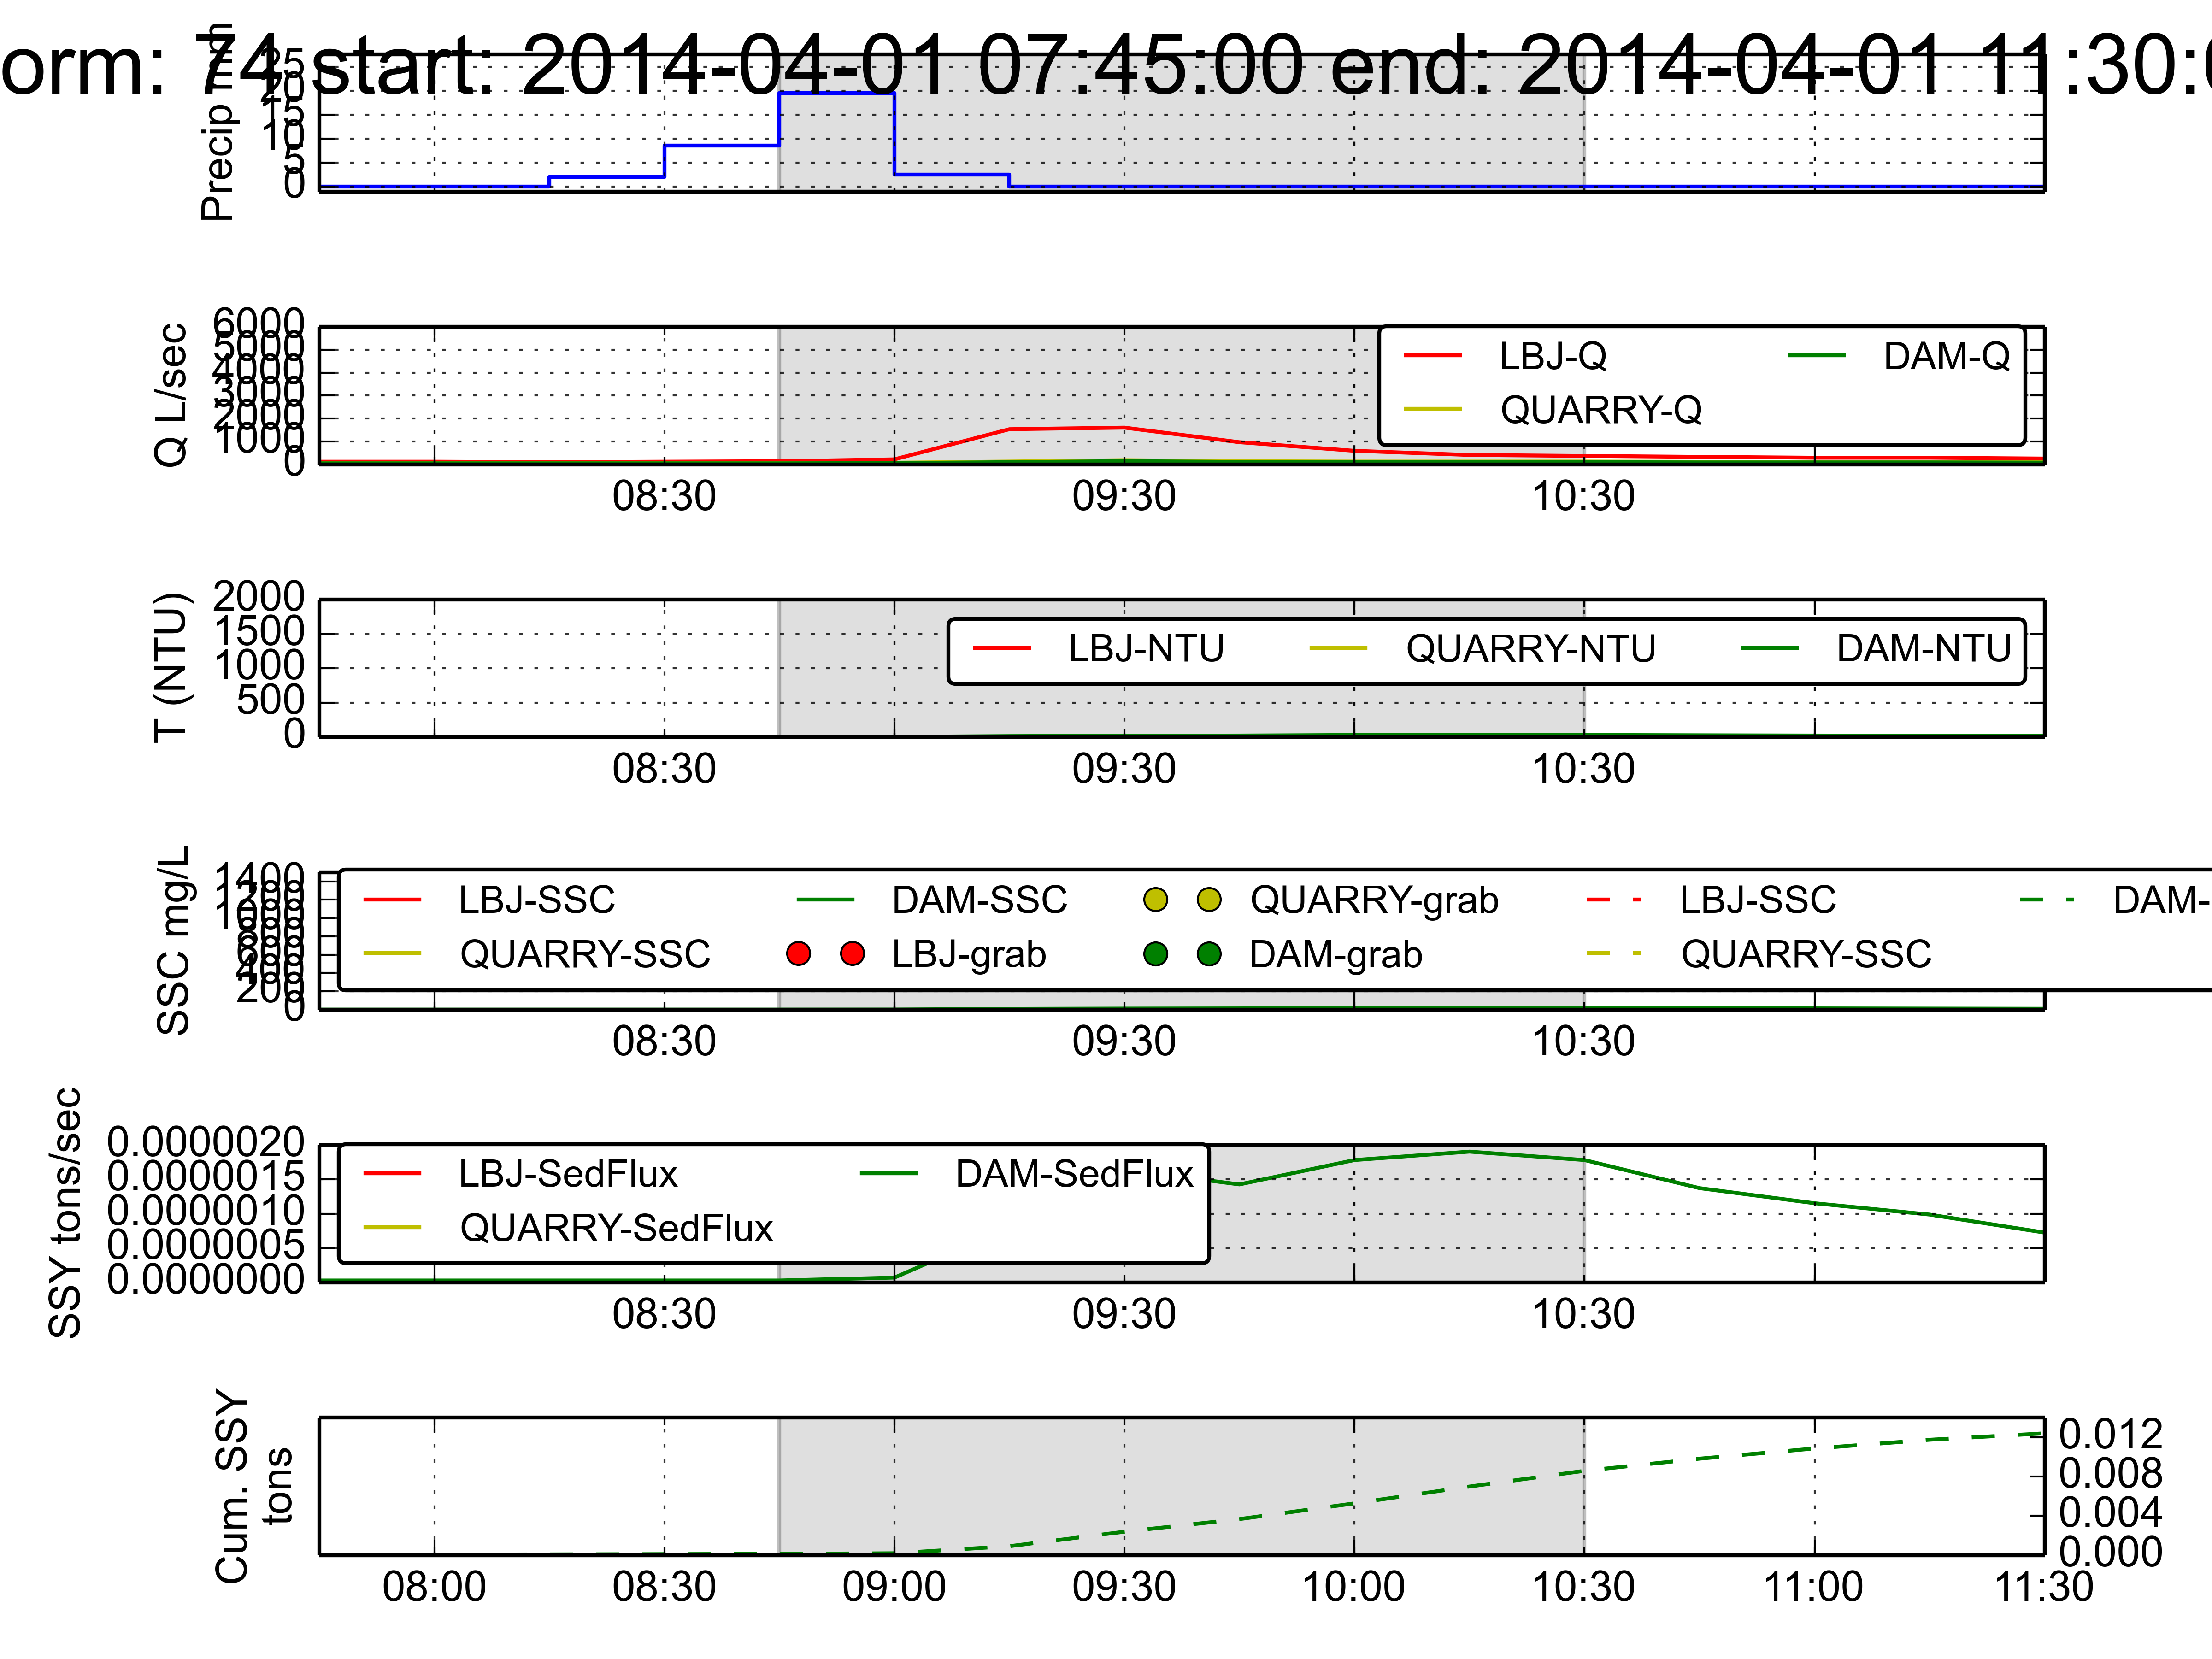 orm: 74 start: 2014-04-01 07:45:00 end: 2014-04-01 11:30:0
Precip
25
20
15
10
5
0
Q L/sec
6000
5000
4000
3000
2000
1000
0
LBJ-Q DAM-Q
QUARRY-Q
08:30 09:30 10:30
T (NTU)
2000
1500
1000
500
0
LBJ-NTU QUARRY-NTU DAM-NTU
08:30 09:30 10:30
SSC mg/L
1400
1200
1000
800
600
400
200
0
LBJ-SSC DAM-SSC QUARRY-grab LBJ-SSC DAM-
QUARRY-SSC LBJ-grab DAM-grab QUARRY-SSC
08:30 09:30 10:30
SSY tons/sec
0.0000020
0.0000015
0.0000010
0.0000005
0.0000000
LBJ-SedFlux DAM-SedFlux
QUARRY-SedFlux
08:30 09:30 10:30
Cum. SSY
tons
0.012
0.008
0.004
0.000
08:00 08:30 09:00 09:30 10:00 10:30 11:00 11:30